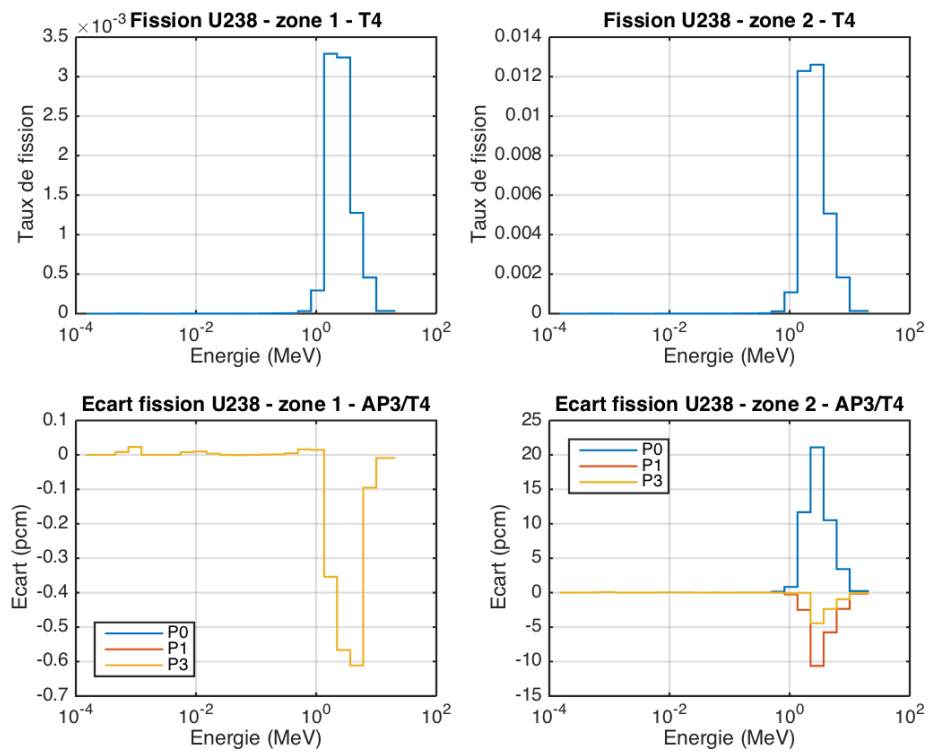 ×10⁻³ Fission U238 - zone 1 - T4
3.5
3
2.5
2
1.5
1
0.5
0
Taux de fission
10⁻⁴ 10⁻² 10⁰ 10²
Energie (MeV)
Fission U238 - zone 2 - T4
0.014
0.012
0.01
0.008
0.006
0.004
0.002
0
Taux de fission
10⁻⁴ 10⁻² 10⁰ 10²
Energie (MeV)
Ecart fission U238 - zone 1 - AP3/T4
0.1
0
-0.1
-0.2
-0.3
-0.4
-0.5
-0.6
-0.7
Ecart (pcm)
P0
P1
P3
10⁻⁴ 10⁻² 10⁰ 10²
Energie (MeV)
Ecart fission U238 - zone 2 - AP3/T4
25
20
15
10
5
0
-5
-10
-15
Ecart (pcm)
P0
P1
P3
10⁻⁴ 10⁻² 10⁰ 10²
Energie (MeV)